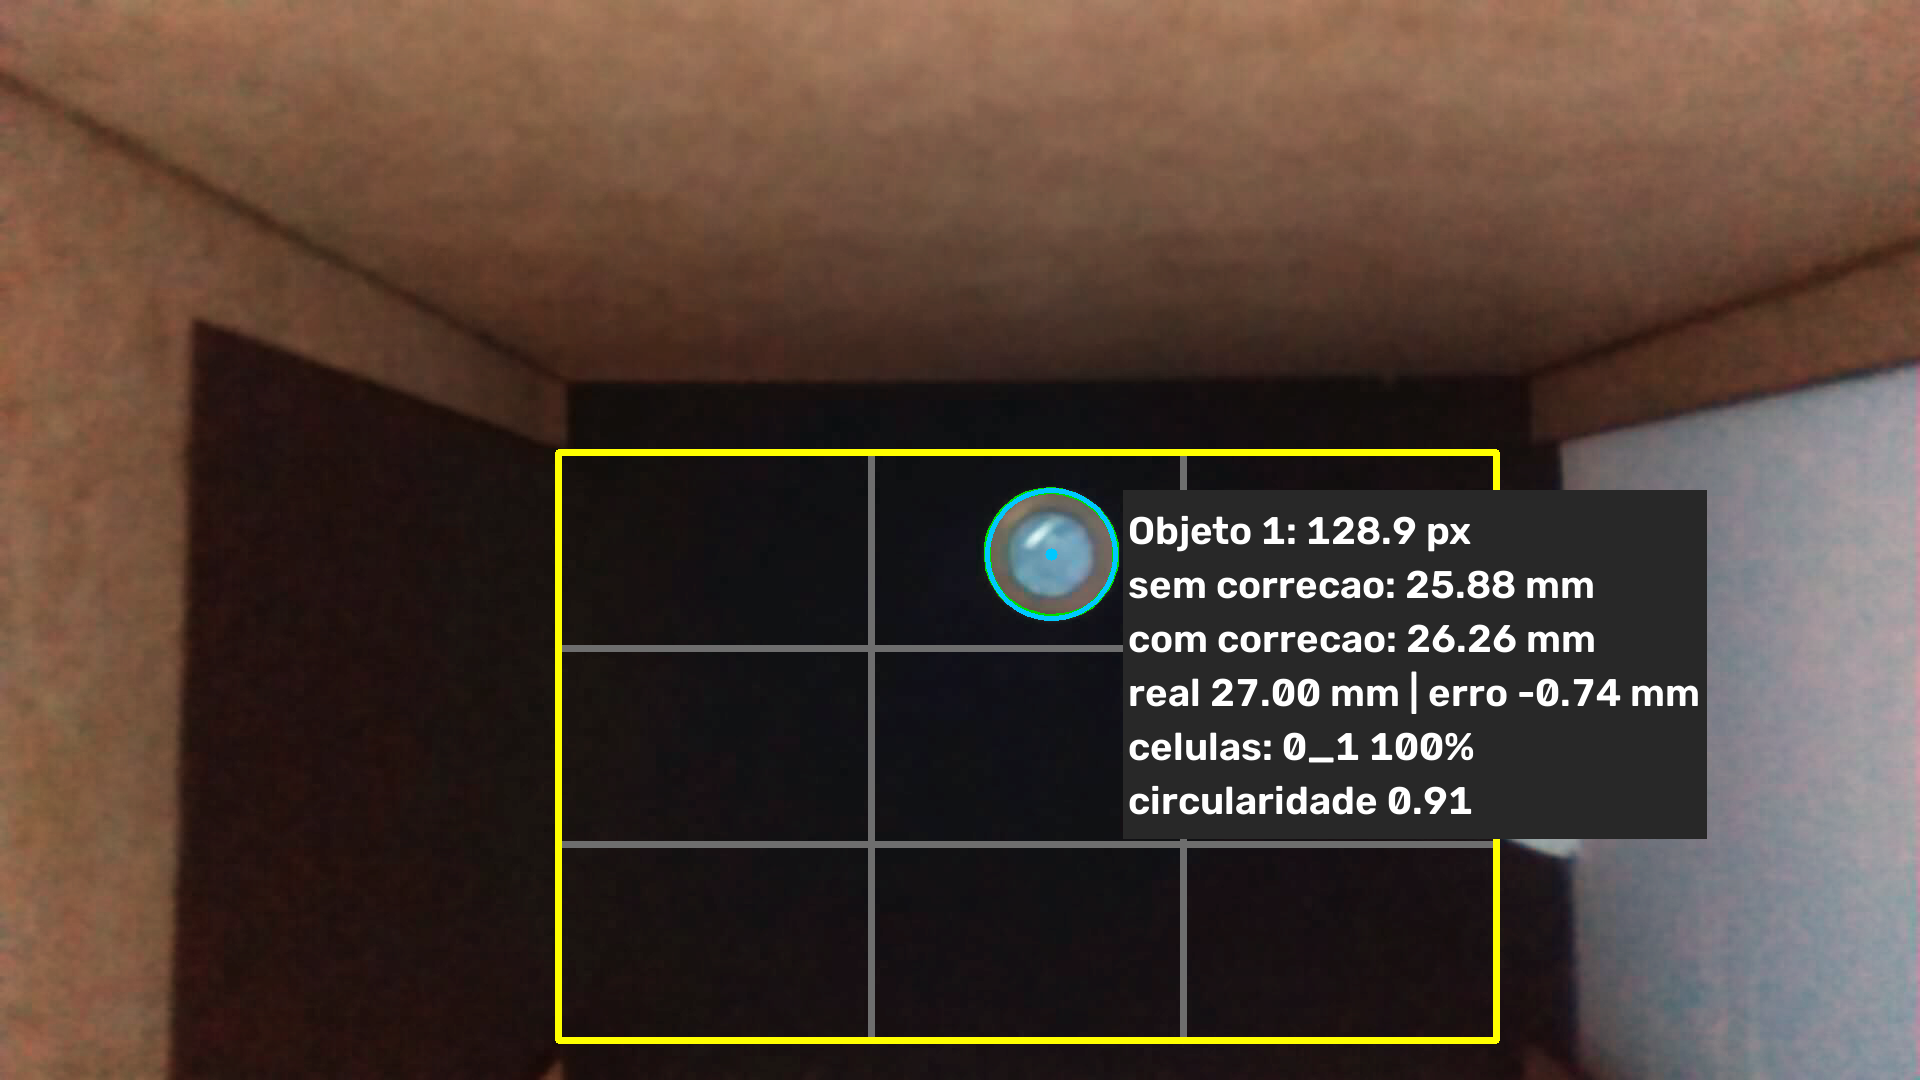 Objeto 1: 128.9 px
sem correcao: 25.88 mm
com correcao: 26.26 mm
real 27.00 mm | erro -0.74 mm
celulas: 0_1 100%
circularidade 0.91